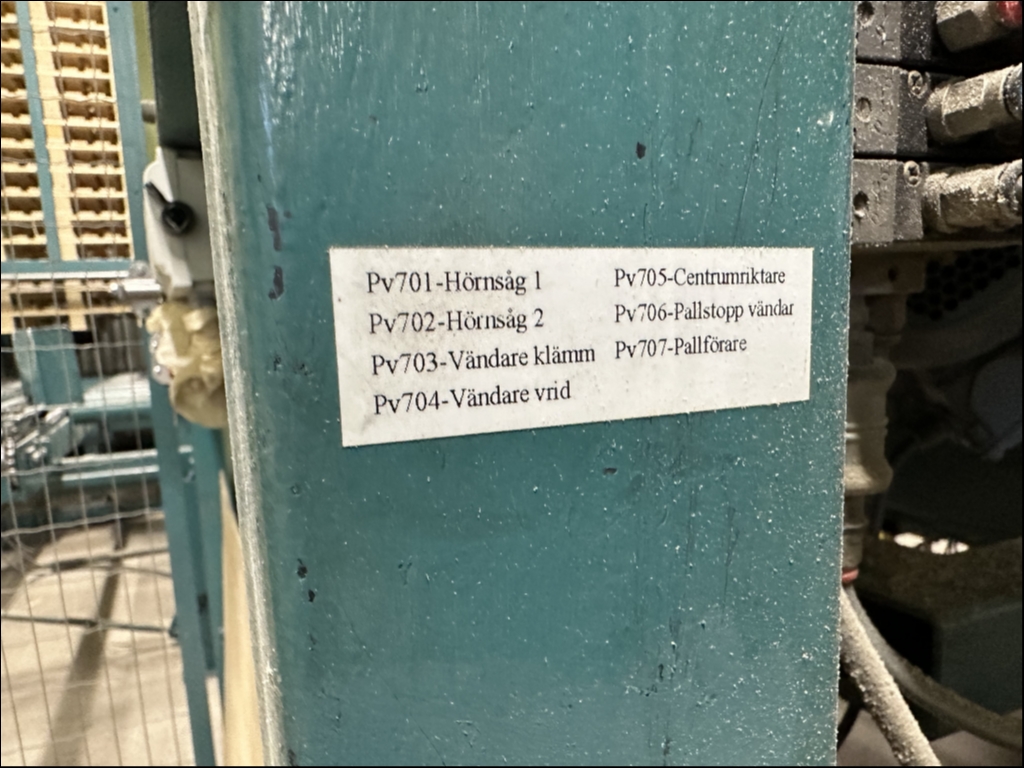 Pv701-Hörnsåg 1
Pv702-Hörnsåg 2
Pv703-Vändare klämm
Pv704-Vändare vrid
Pv705-Centrumriktare
Pv706-Pallstopp vändar
Pv707-Pallförare